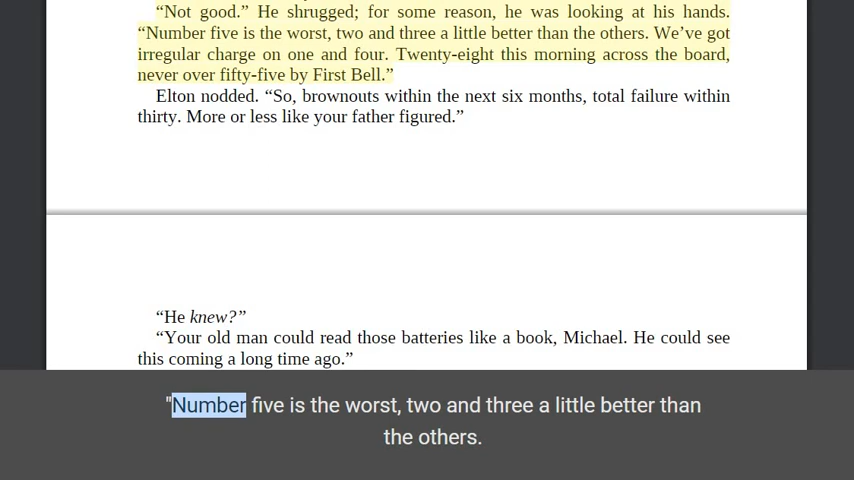 “Not good.” He shrugged; for some reason, he was looking at his hands.
“Number five is the worst, two and three a little better than the others. We’ve got
irregular charge on one and four. Twenty-eight this morning across the board,
never over fifty-five by First Bell.”
Elton nodded. “So, brownouts within the next six months, total failure within
thirty. More or less like your father figured.”
“He knew?”
“Your old man could read those batteries like a book, Michael. He could see
this coming a long time ago.”
"Number five is the worst, two and three a little better than
the others.